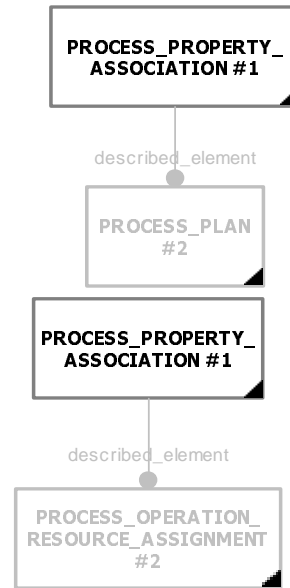 PROCESS_PROPERTY_
ASSOCIATION #1
described_element
PROCESS_PLAN
#2
PROCESS_PROPERTY_
ASSOCIATION #1
described_element
PROCESS_OPERATION_
RESOURCE_ASSIGNMENT
#2